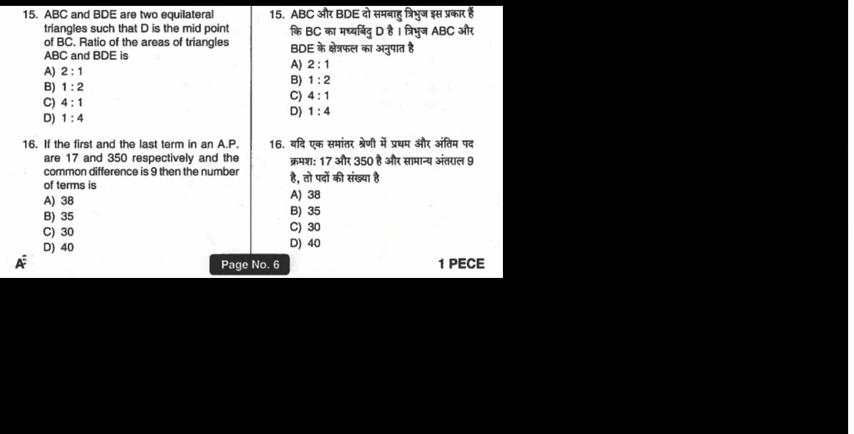 15. ABC and BDE are two equilateral
triangles such that D is the mid point
of BC. Ratio of the areas of triangles
ABC and BDE is
A) 2 : 1
B) 1 : 2
C) 4 : 1
D) 1 : 4
16. If the first and the last term in an A.P.
are 17 and 350 respectively and the
common difference is 9 then the number
of terms is
A) 38
B) 35
C) 30
D) 40
15. ABC और BDE दो समबाहु त्रिभुज इस प्रकार हैं
कि BC का मध्यबिंदु D है । त्रिभुज ABC और
BDE के क्षेत्रफल का अनुपात है
A) 2 : 1
B) 1 : 2
C) 4 : 1
D) 1 : 4
16. यदि एक समांतर श्रेणी में प्रथम और अंतिम पद
क्रमशः 17 और 350 है और सामान्य अंतराल 9
है, तो पदों की संख्या है
A) 38
B) 35
C) 30
D) 40
Page No. 6
1 PECE